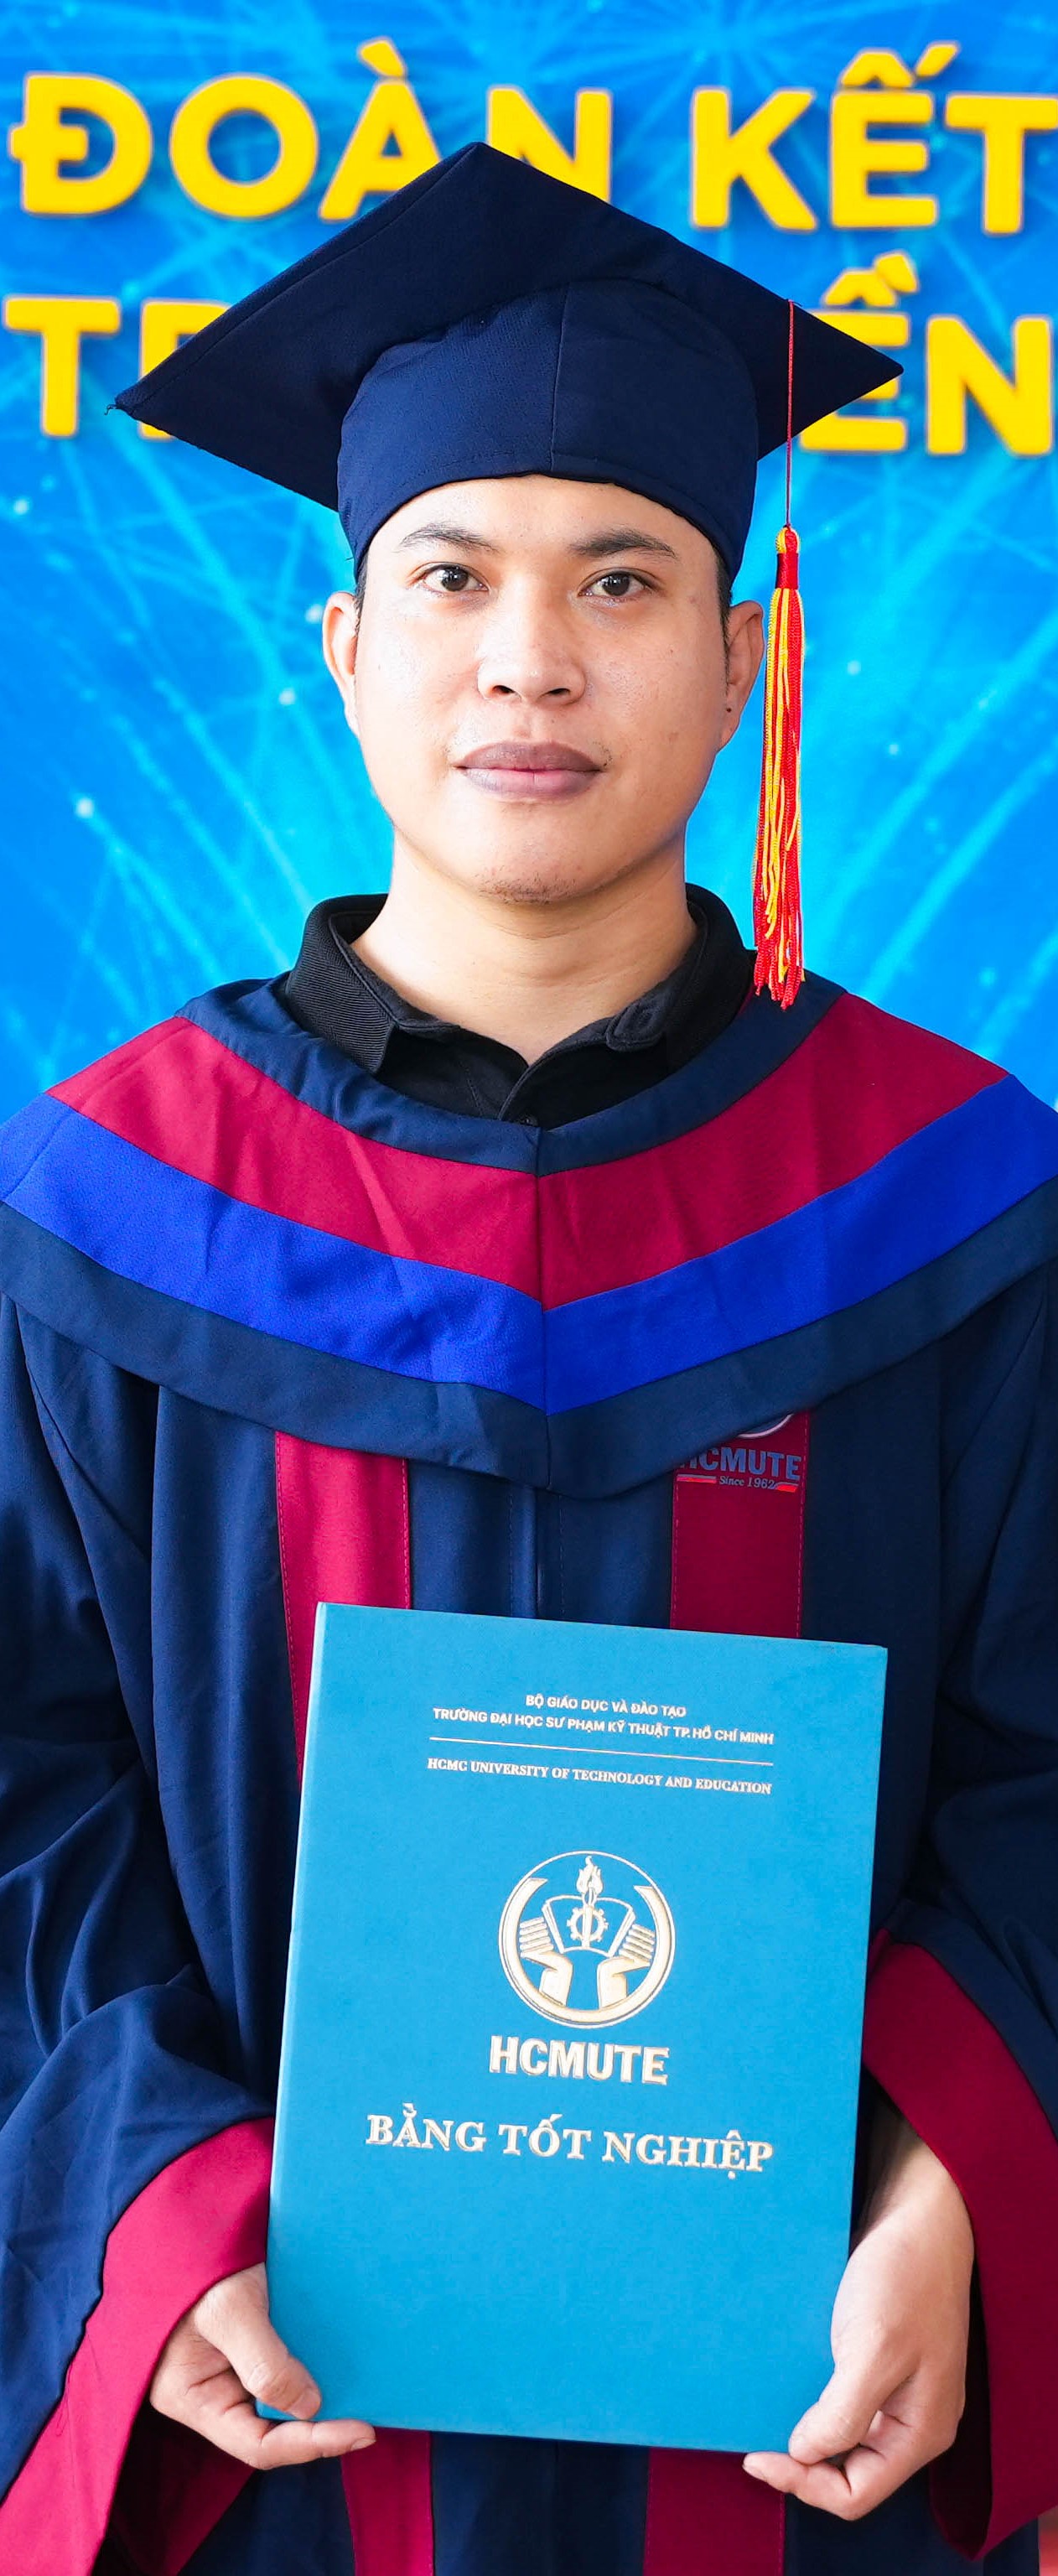 ĐOÀN KẾT
HCMUTE
Since 1962
BỘ GIÁO DỤC VÀ ĐÀO TẠO
TRƯỜNG ĐẠI HỌC SƯ PHẠM KỸ THUẬT TP. HỒ CHÍ MINH
HCMC UNIVERSITY OF TECHNOLOGY AND EDUCATION
HCMUTE
BẰNG TỐT NGHIỆP